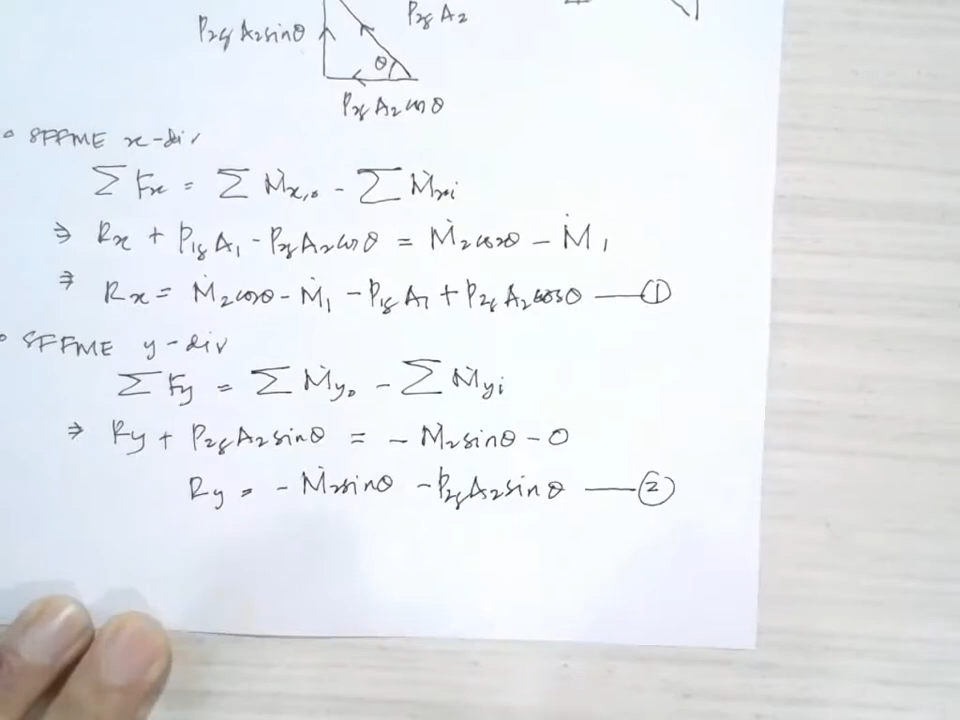 P₂g A₂ sinθ
P₂g A₂
θ
P₂g A₂ cosθ
• SFFME x-dir
Σ Fx = Σ Ṁx,o - Σ Ṁxi
⇒ Rx + P₁g A₁ - P₂g A₂ cosθ = Ṁ₂ cosθ - Ṁ₁
⇒ Rx = Ṁ₂ cosθ - Ṁ₁ - P₁g A₁ + P₂g A₂ cosθ —— ①
• SFFME y-dir
Σ Fy = Σ Ṁyo - Σ Ṁyi
⇒ Ry + P₂g A₂ sinθ = - Ṁ₂ sinθ - 0
Ry = - Ṁ₂ sinθ - P₂g A₂ sinθ —— ②